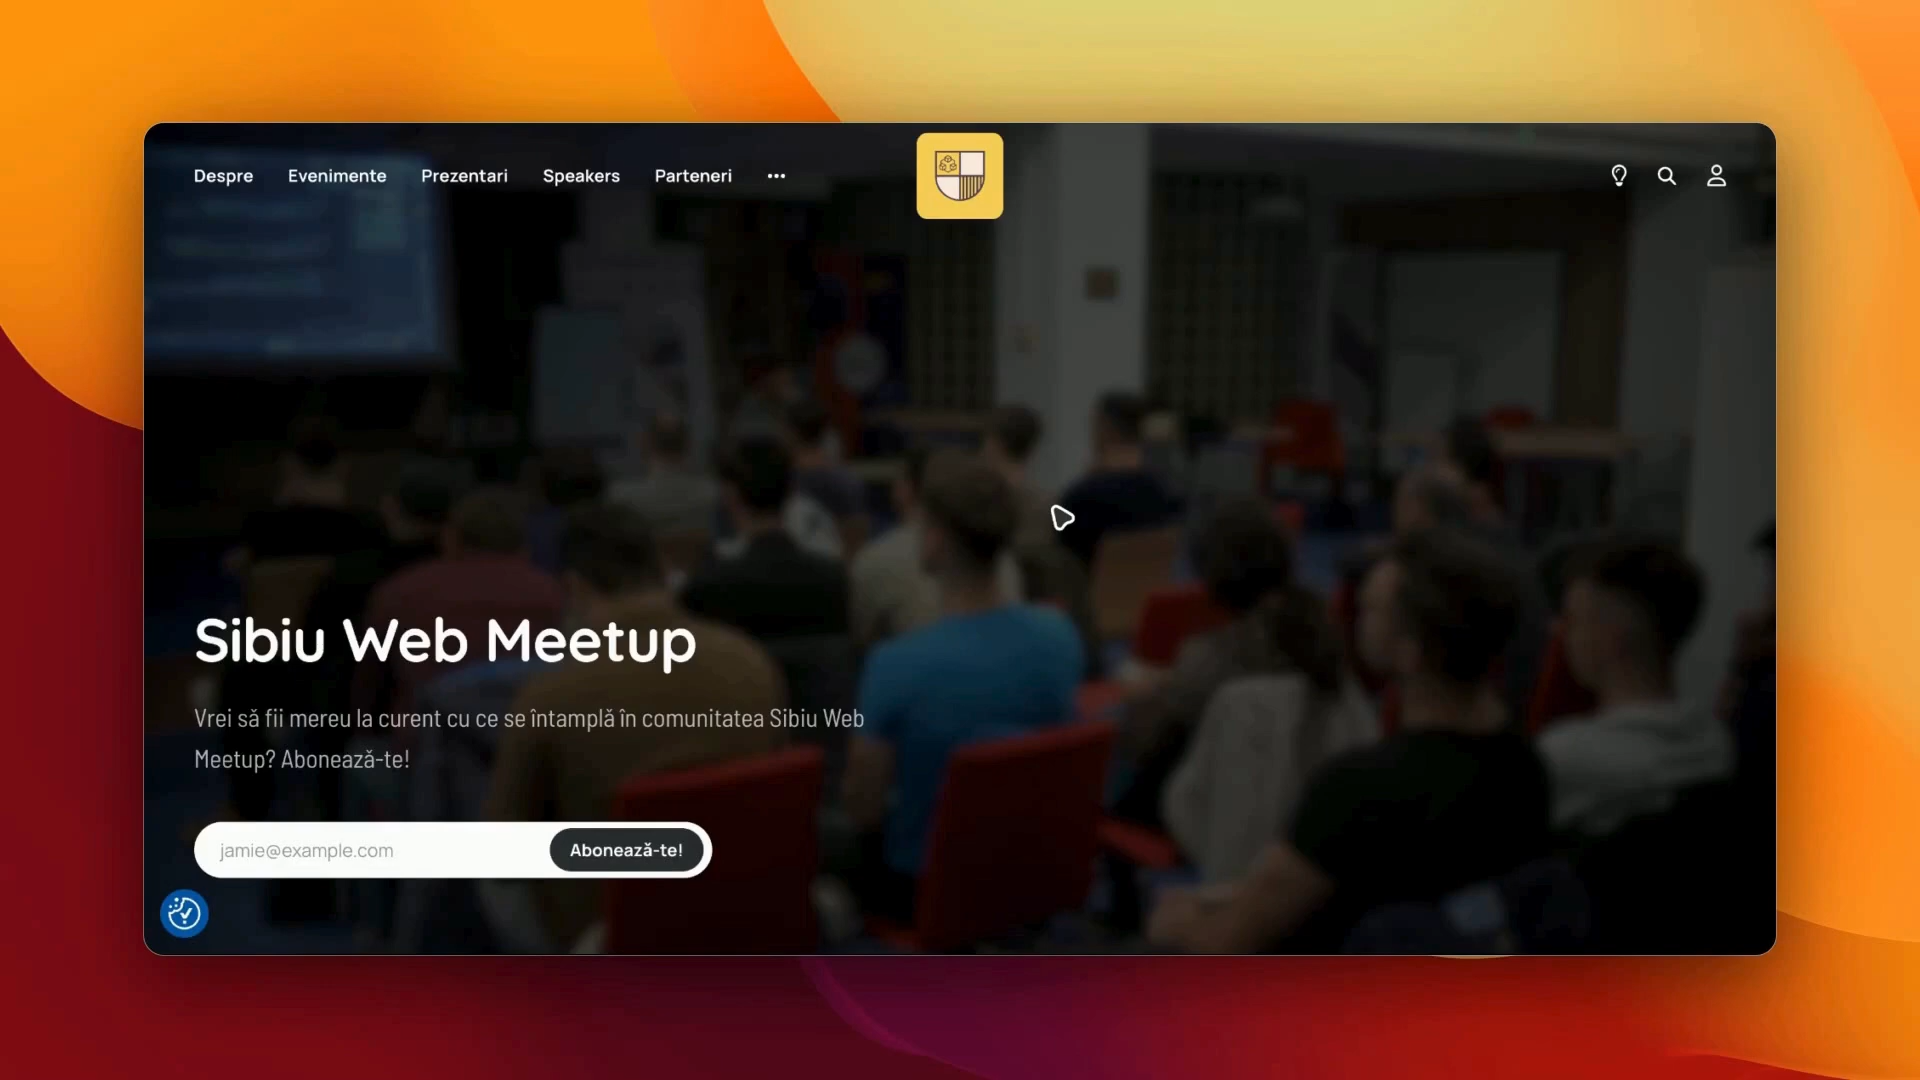 Despre
Evenimente
Prezentari
Speakers
Parteneri
Sibiu Web Meetup
Vrei să fii mereu la curent cu ce se întamplă în comunitatea Sibiu Web
Meetup? Abonează-te!
jamie@example.com
Abonează-te!